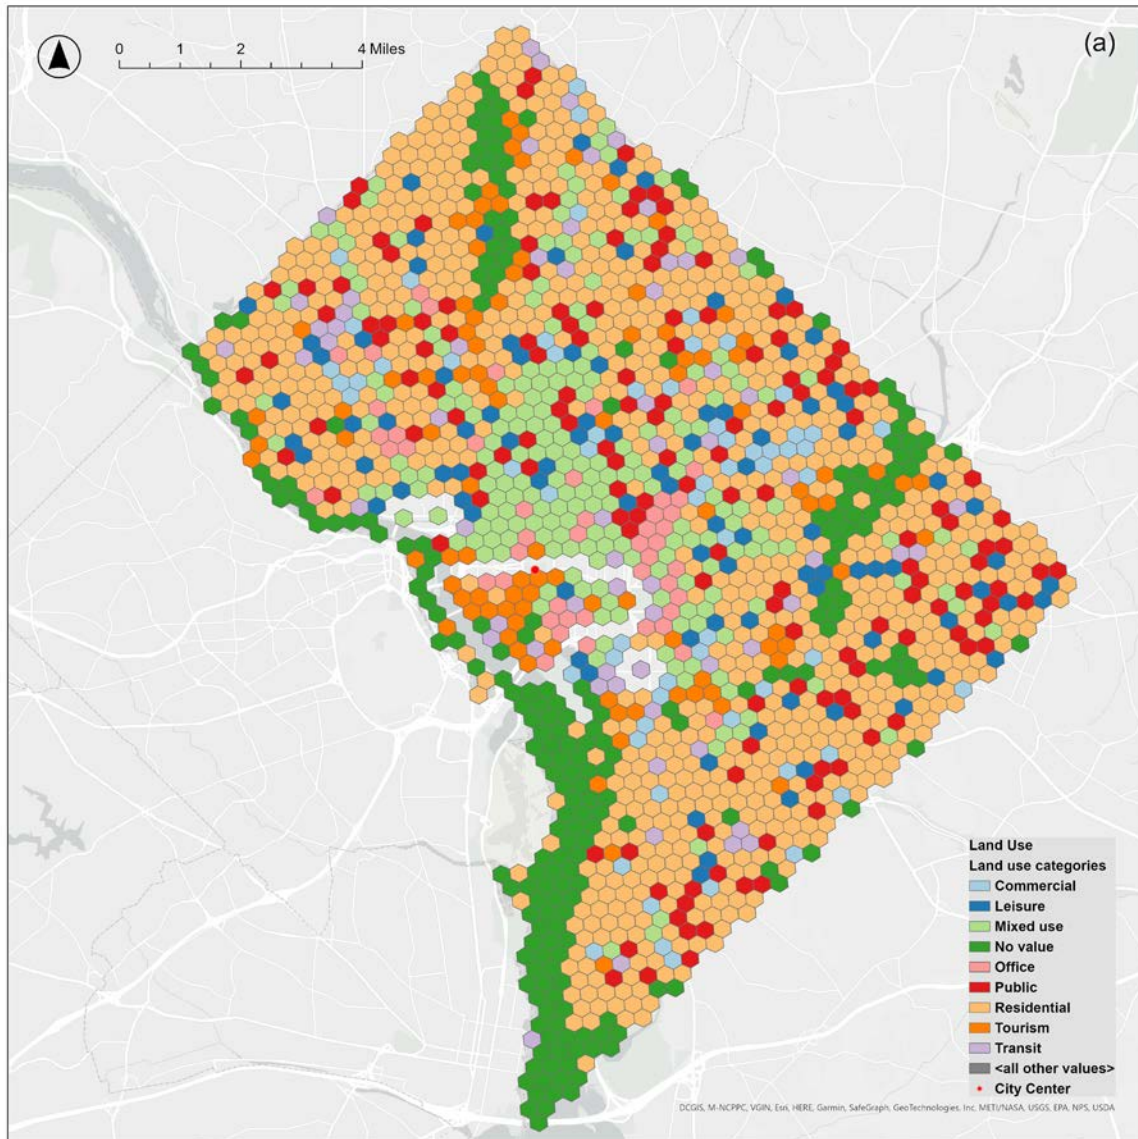 (a)
0 1 2 4 Miles
Land Use
Land use categories
Commercial
Leisure
Mixed use
No value
Office
Public
Residential
Tourism
Transit
<all other values>
City Center
DCGIS, M-NCPPC, VGIN, Esri, HERE, Garmin, SafeGraph, GeoTechnologies, Inc, METI/NASA, USGS, EPA, NPS, USDA